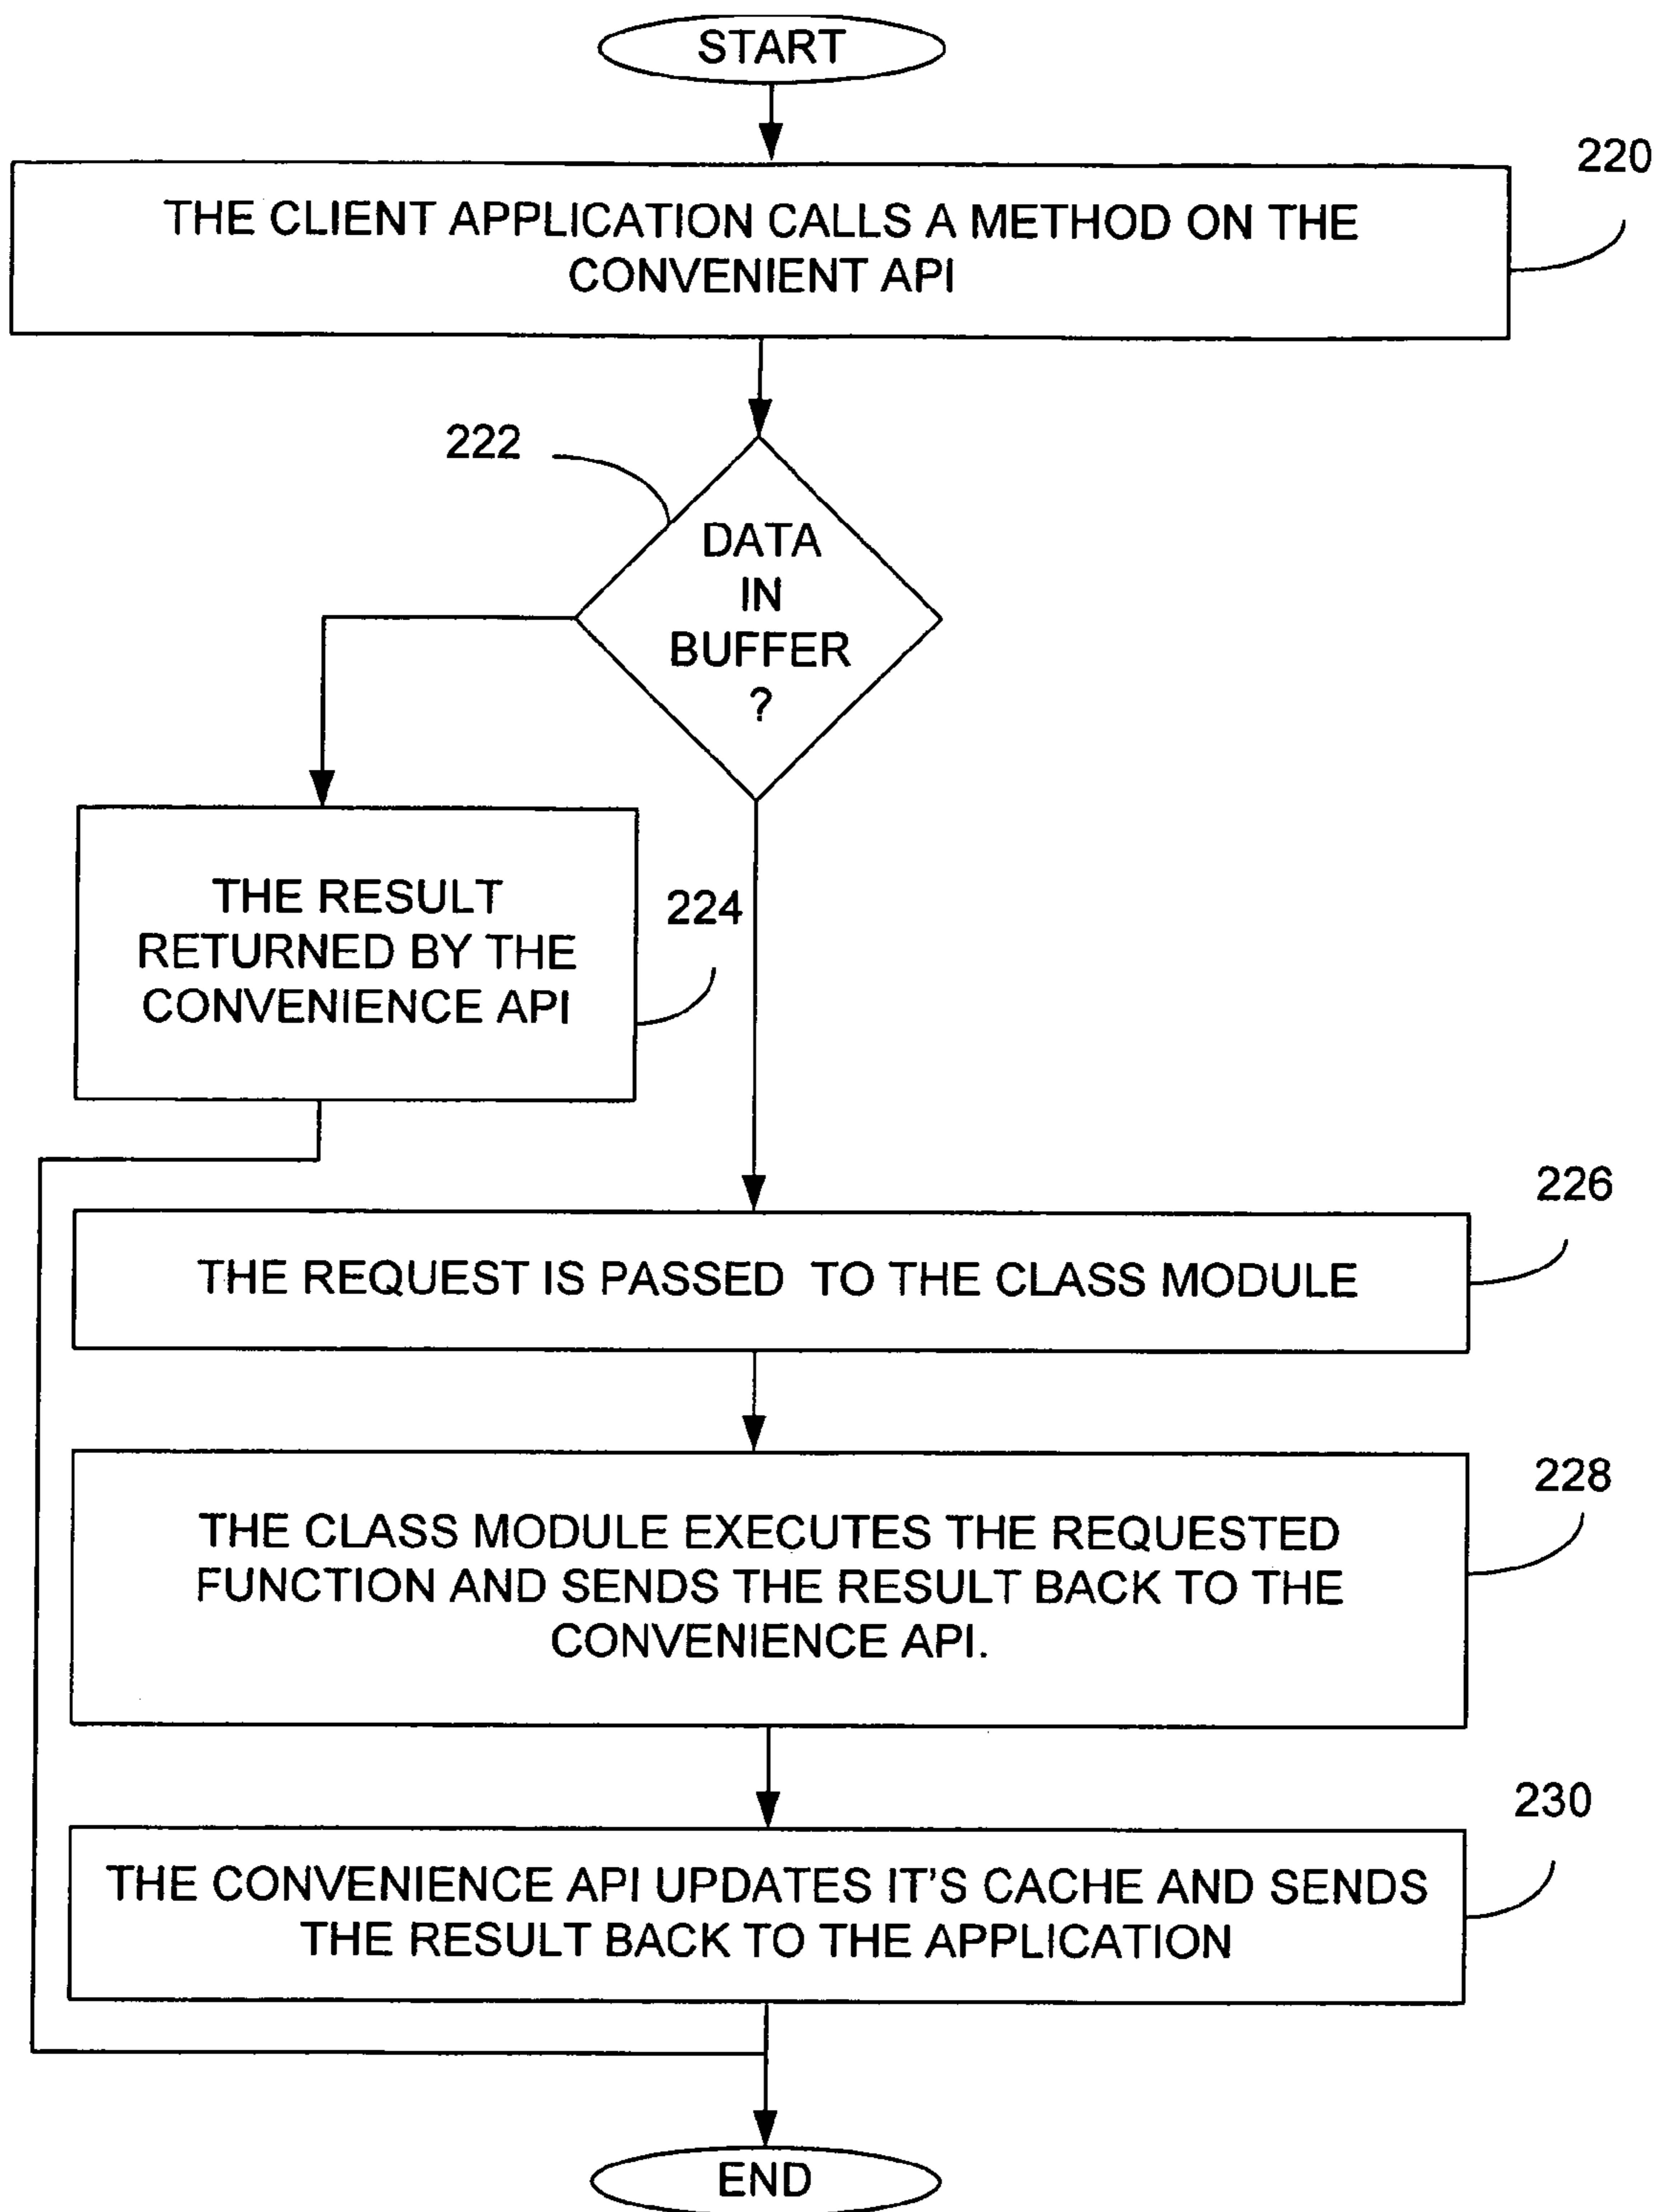 START
220
THE CLIENT APPLICATION CALLS A METHOD ON THE
CONVENIENT API
222
DATA
IN
BUFFER
?
THE RESULT
RETURNED BY THE
CONVENIENCE API
224
226
THE REQUEST IS PASSED TO THE CLASS MODULE
228
THE CLASS MODULE EXECUTES THE REQUESTED
FUNCTION AND SENDS THE RESULT BACK TO THE
CONVENIENCE API.
230
THE CONVENIENCE API UPDATES IT'S CACHE AND SENDS
THE RESULT BACK TO THE APPLICATION
END